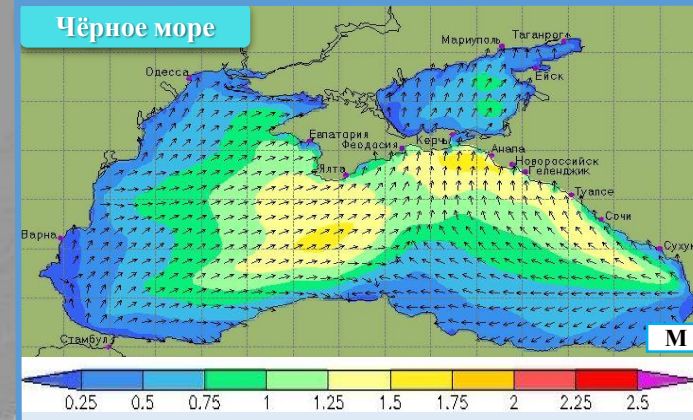 Чёрное море
Мариуполь
Таганрог
Ейск
Одесса
Евпатория
Феодосия
Керчь
Анапа
Новороссийск
Геленджик
Ялта
Туапсе
Сочи
Варна
Сухум
Стамбул
М
0.25 0.5 0.75 1 1.25 1.5 1.75 2 2.25 2.5